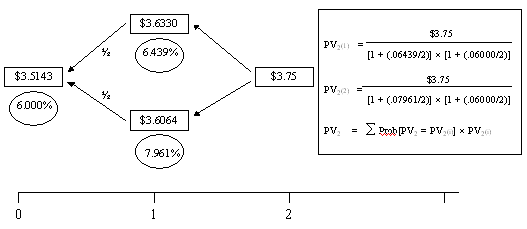 $3.6330
6.439%
½
$3.5143
6.000%
$3.75
½
$3.6064
7.961%
PV2(1) = $3.75 / [1 + (.06439/2)] × [1 + (.06000/2)]
PV2(2) = $3.75 / [1 + (.07961/2)] × [1 + (.06000/2)]
PV2 = ∑ Prob[PV2 = PV2(i)] × PV2(i)
0 1 2